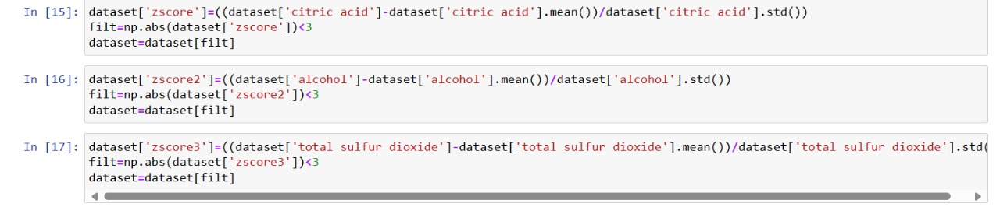 In [15]: dataset['zscore']=((dataset['citric acid']-dataset['citric acid'].mean())/dataset['citric acid'].std())
filt=np.abs(dataset['zscore'])<3
dataset=dataset[filt]
In [16]: dataset['zscore2']=((dataset['alcohol']-dataset['alcohol'].mean())/dataset['alcohol'].std())
filt=np.abs(dataset['zscore2'])<3
dataset=dataset[filt]
In [17]: dataset['zscore3']=((dataset['total sulfur dioxide']-dataset['total sulfur dioxide'].mean())/dataset['total sulfur dioxide'].std(
filt=np.abs(dataset['zscore3'])<3
dataset=dataset[filt]